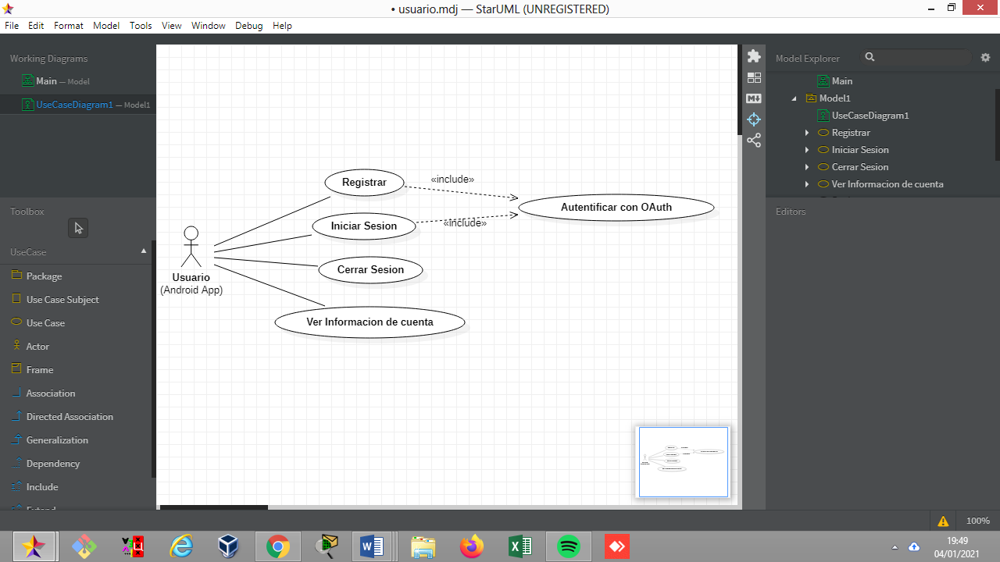 • usuario.mdj — StarUML (UNREGISTERED)
File Edit Format Model Tools View Window Debug Help
Working Diagrams
Main — Model
UseCaseDiagram1 — Model1
Toolbox
UseCase
Package
Use Case Subject
Use Case
Actor
Frame
Association
Directed Association
Generalization
Dependency
Include
Extend
Registrar
«include»
Autentificar con OAuth
Iniciar Sesion
«include»
Cerrar Sesion
Usuario
(Android App)
Ver Informacion de cuenta
Model Explorer
Main
Model1
UseCaseDiagram1
Registrar
Iniciar Sesion
Cerrar Sesion
Ver Informacion de cuenta
Editors
100%
19:49
04/01/2021